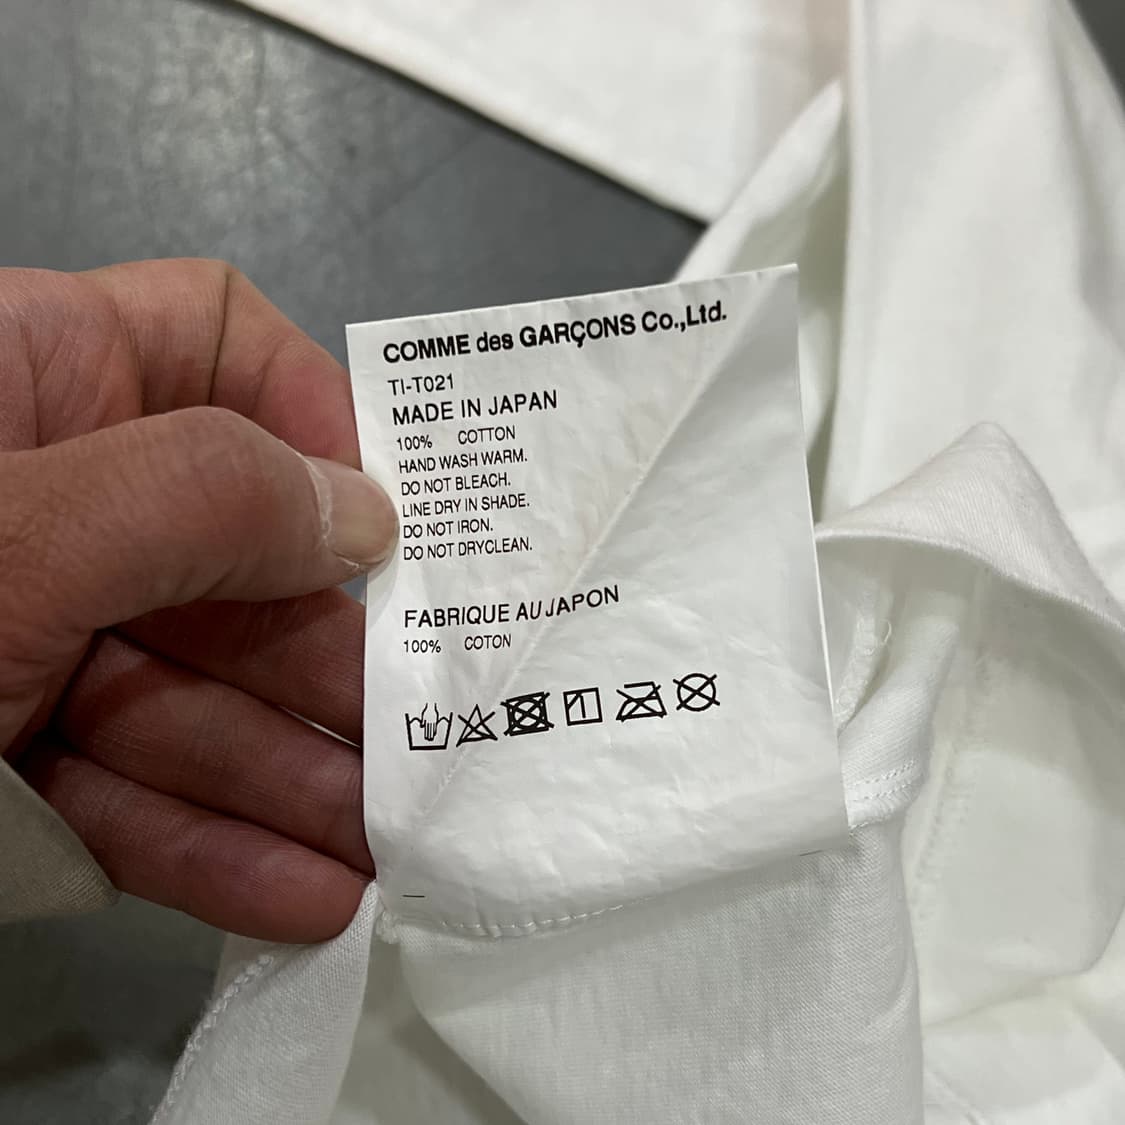 COMME des GARÇONS Co.,Ltd.
TI-T021
MADE IN JAPAN
100% COTTON
HAND WASH WARM.
DO NOT BLEACH.
LINE DRY IN SHADE.
DO NOT IRON.
DO NOT DRYCLEAN.
FABRIQUE AU JAPON
100% COTON